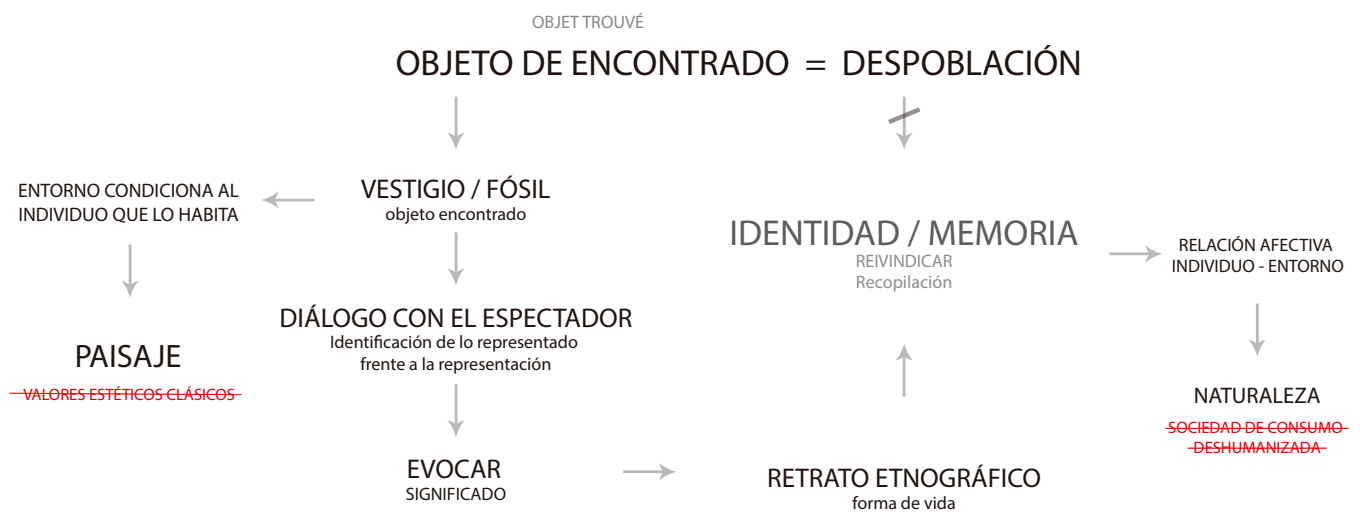 OBJET TROUVÉ
OBJETO DE ENCONTRADO = DESPOBLACIÓN
ENTORNO CONDICIONA AL
INDIVIDUO QUE LO HABITA
PAISAJE
VALORES ESTÉTICOS CLÁSICOS
VESTIGIO / FÓSIL
objeto encontrado
DIÁLOGO CON EL ESPECTADOR
Identificación de lo representado
frente a la representación
EVOCAR
SIGNIFICADO
RETRATO ETNOGRÁFICO
forma de vida
IDENTIDAD / MEMORIA
REIVINDICAR
Recopilación
RELACIÓN AFECTIVA
INDIVIDUO - ENTORNO
NATURALEZA
SOCIEDAD DE CONSUMO
DESHUMANIZADA